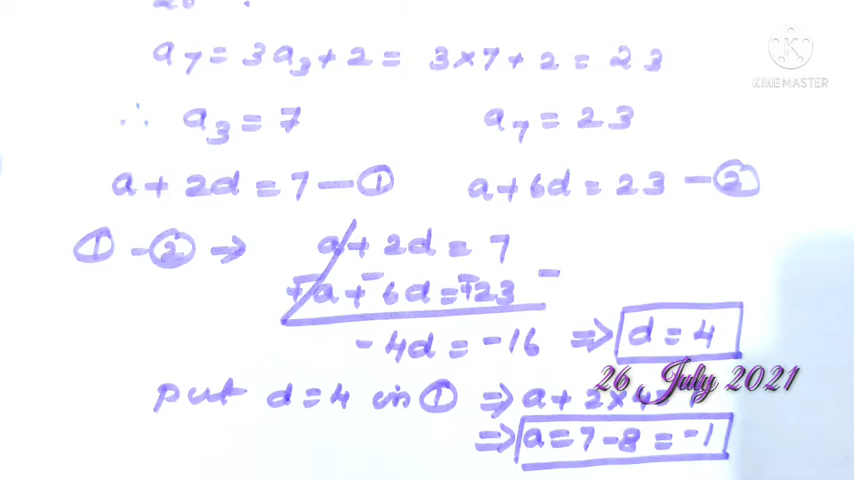 a₇ = 3a₃ + 2 = 3×7 + 2 = 23
KINEMASTER
∴ a₃ = 7 a₇ = 23
a + 2d = 7 — ① a + 6d = 23 — ②
① - ② → a + 2d = 7
a + 6d = 23 —
- 4d = -16 ⇒ d = 4
26 July 2021
put d = 4 in ① ⇒ a + 2×4
⇒ a = 7 - 8 = -1